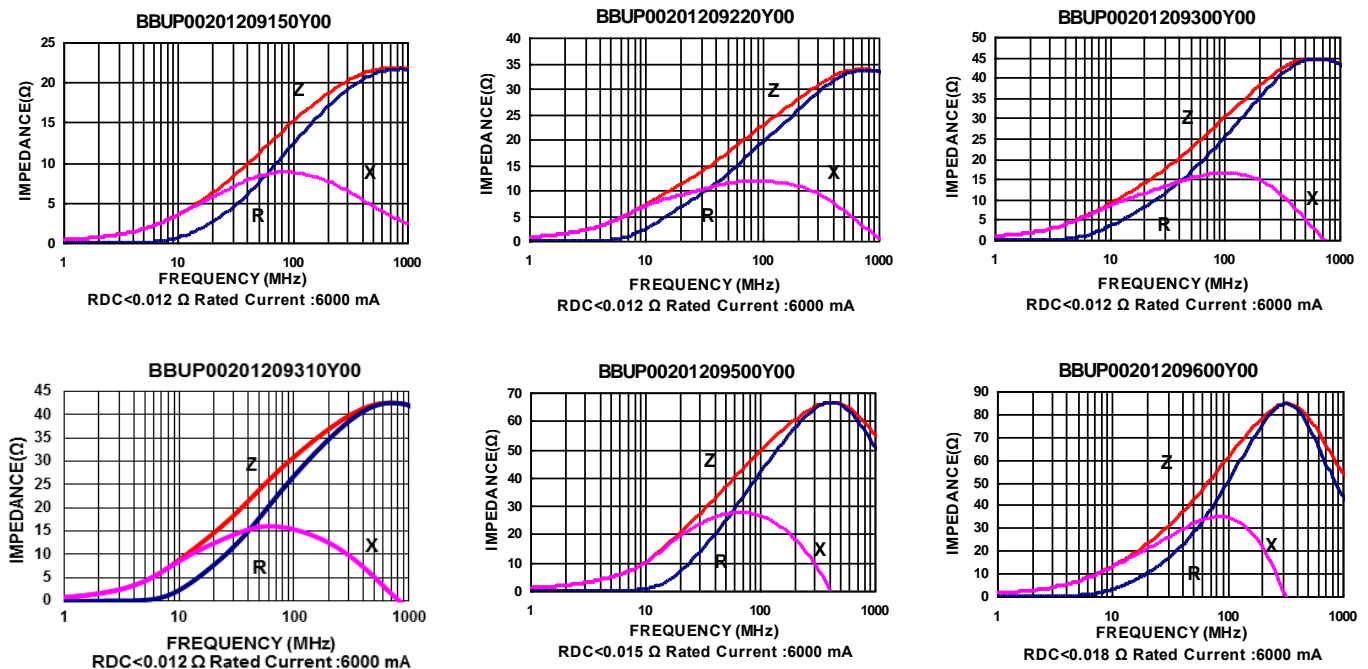 BBUP00201209150Y00
25
20
15
10
5
0
IMPEDANCE(Ω)
Z
X
R
1 10 100 1000
FREQUENCY (MHz)
RDC<0.012 Ω Rated Current :6000 mA
BBUP00201209220Y00
40
35
30
25
20
15
10
5
0
IMPEDANCE(Ω)
Z
X
R
1 10 100 1000
FREQUENCY (MHz)
RDC<0.012 Ω Rated Current :6000 mA
BBUP00201209300Y00
50
45
40
35
30
25
20
15
10
5
0
IMPEDANCE(Ω)
Z
X
R
1 10 100 1000
FREQUENCY (MHz)
RDC<0.012 Ω Rated Current :6000 mA
BBUP00201209310Y00
45
40
35
30
25
20
15
10
5
0
IMPEDANCE(Ω)
Z
X
R
1 10 100 1000
FREQUENCY (MHz)
RDC<0.012 Ω Rated Current :6000 mA
BBUP00201209500Y00
70
60
50
40
30
20
10
0
IMPEDANCE(Ω)
Z
X
R
1 10 100 1000
FREQUENCY (MHz)
RDC<0.015 Ω Rated Current :6000 mA
BBUP00201209600Y00
90
80
70
60
50
40
30
20
10
0
IMPEDANCE(Ω)
Z
X
R
1 10 100 1000
FREQUENCY (MHz)
RDC<0.018 Ω Rated Current :6000 mA